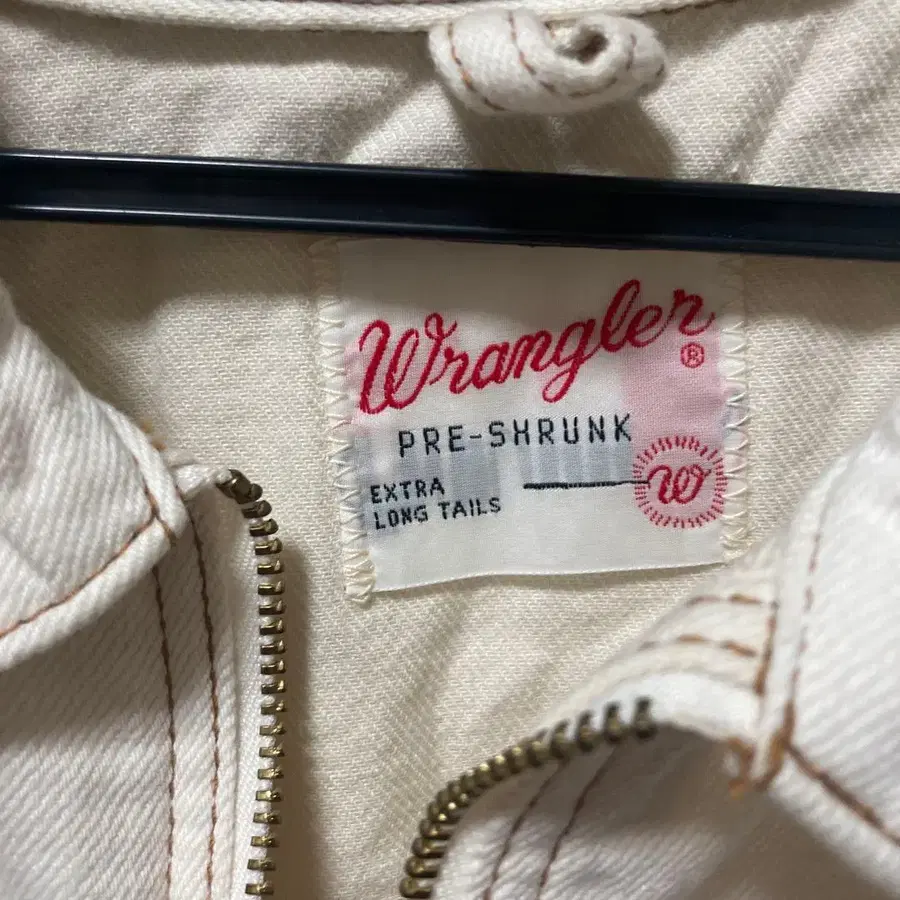 Wrangler ®
PRE-SHRUNK
EXTRA
LONG TAILS
W